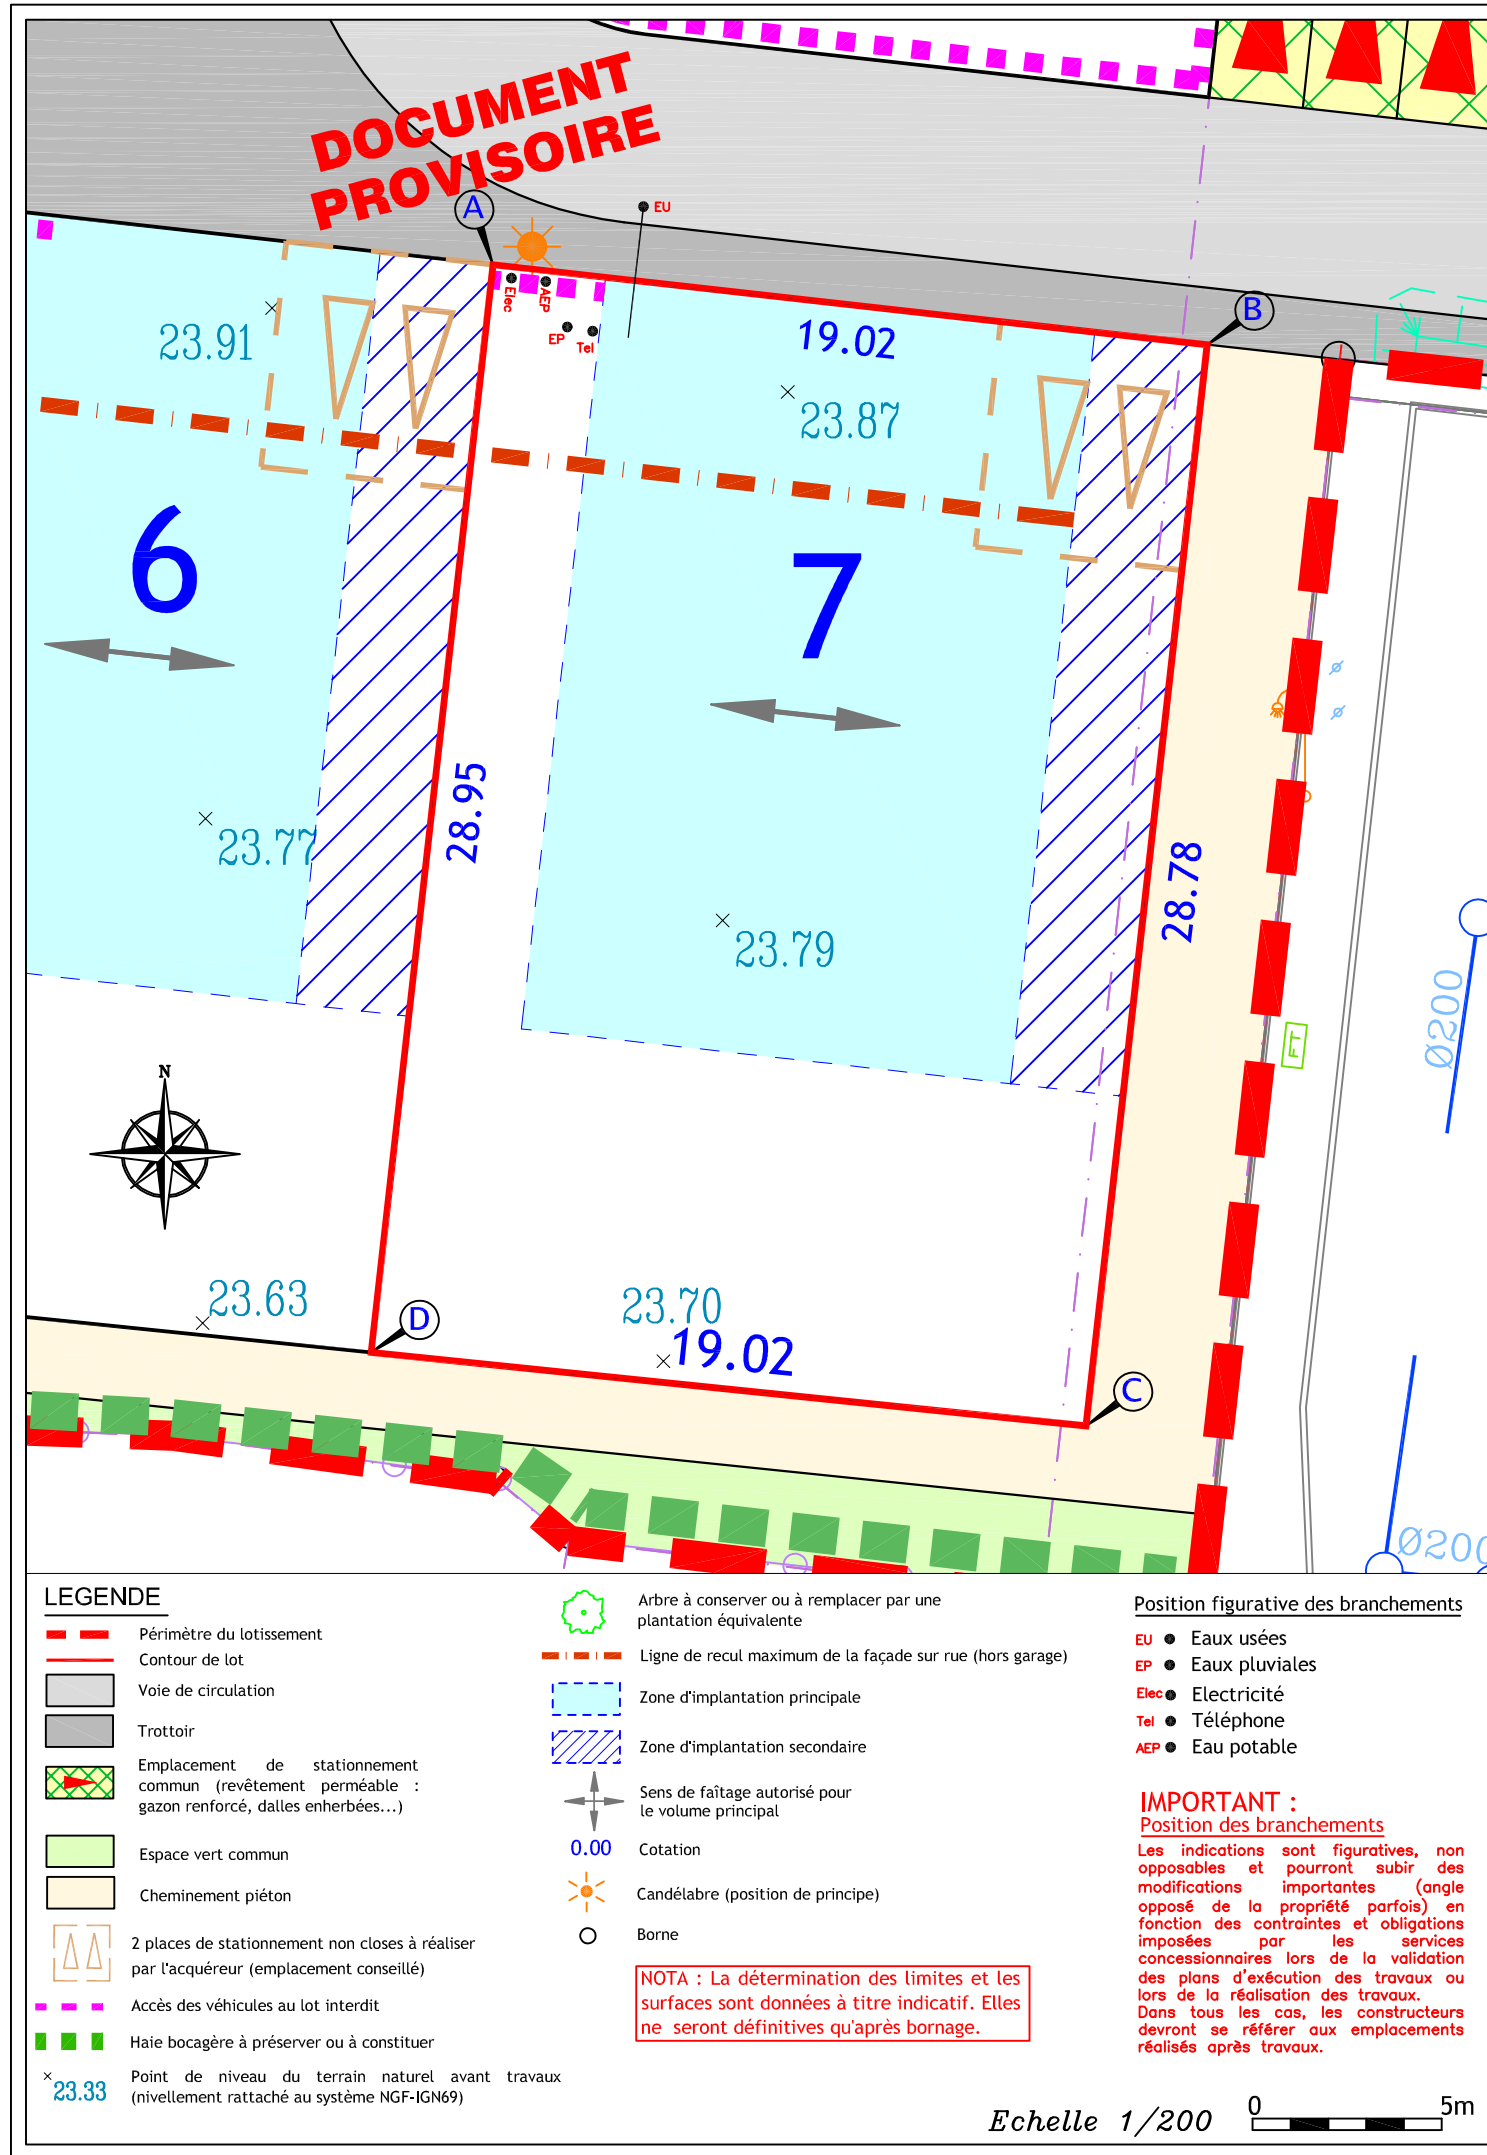 DOCUMENT
PROVISOIRE
A
EU
B
Elec
AEP
EP
Tel
19.02
23.91
23.87
6
7
28.95
23.77
28.78
23.79
Ø200
FT
N
23.63
D
23.70
19.02
C
Ø200
LEGENDE
Périmètre du lotissement
Contour de lot
Voie de circulation
Trottoir
Emplacement de stationnement
commun (revêtement perméable :
gazon renforcé, dalles enherbées...)
Espace vert commun
Cheminement piéton
2 places de stationnement non closes à réaliser
par l'acquéreur (emplacement conseillé)
Accès des véhicules au lot interdit
Haie bocagère à préserver ou à constituer
23.33
Point de niveau du terrain naturel avant travaux
(nivellement rattaché au système NGF-IGN69)
Arbre à conserver ou à remplacer par une
plantation équivalente
Ligne de recul maximum de la façade sur rue (hors garage)
Zone d'implantation principale
Zone d'implantation secondaire
Sens de faîtage autorisé pour
le volume principal
0.00 Cotation
Candélabre (position de principe)
Borne
NOTA : La détermination des limites et les
surfaces sont données à titre indicatif. Elles
ne seront définitives qu'après bornage.
Position figurative des branchements
EU Eaux usées
EP Eaux pluviales
Elec Electricité
Tel Téléphone
AEP Eau potable
IMPORTANT :
Position des branchements
Les indications sont figuratives, non
opposables et pourront subir des
modifications importantes (angle
opposé de la propriété parfois) en
fonction des contraintes et obligations
imposées par les services
concessionnaires lors de la validation
des plans d'exécution des travaux ou
lors de la réalisation des travaux.
Dans tous les cas, les constructeurs
devront se référer aux emplacements
réalisés après travaux.
Echelle 1/200
0 5m